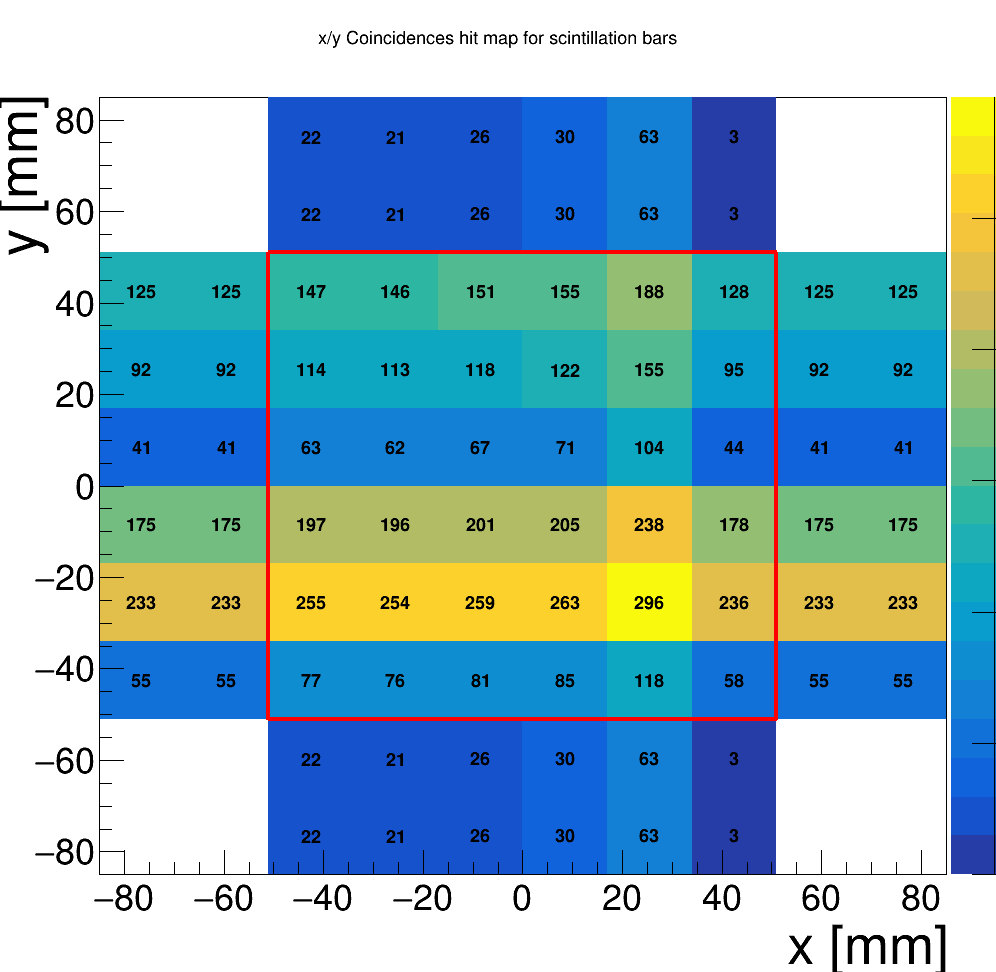 x/y Coincidences hit map for scintillation bars
y [mm]
80
22 21 26 30 63 3
60
22 21 26 30 63 3
125 125 147 146 151 155 188 128 125 125
40
92 92 114 113 118 122 155 95 92 92
20
41 41 63 62 67 71 104 44 41 41
0
175 175 197 196 201 205 238 178 175 175
−20
233 233 255 254 259 263 296 236 233 233
−40
55 55 77 76 81 85 118 58 55 55
−60
22 21 26 30 63 3
22 21 26 30 63 3
−80
−80 −60 −40 −20 0 20 40 60 80
x [mm]